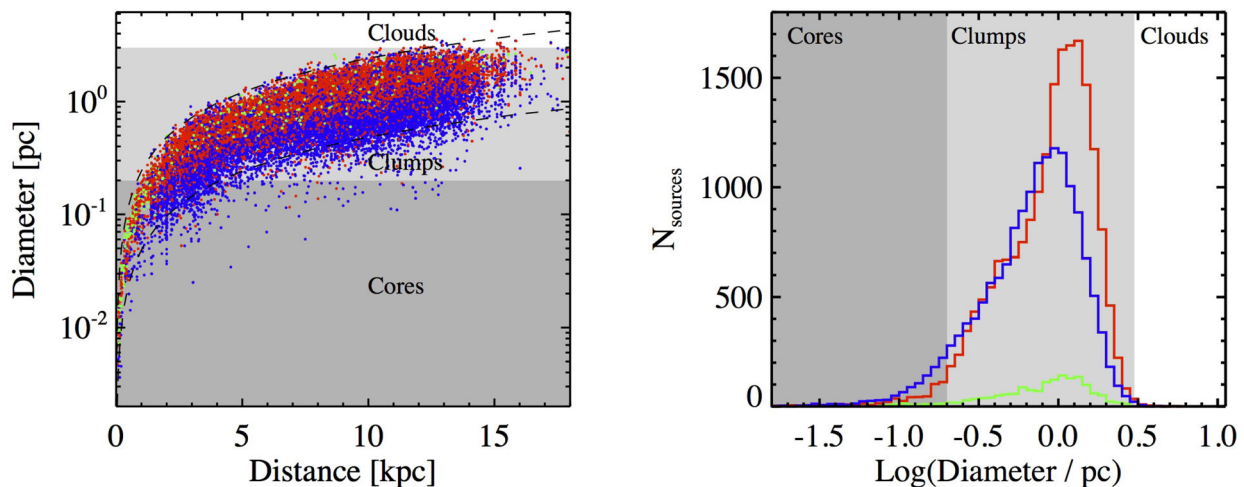 Clouds
Clumps
Cores
10⁰
10⁻¹
10⁻²
0
5
10
15
Diameter [pc]
Distance [kpc]
Cores
Clumps
Clouds
1500
1000
500
0
-1.5
-1.0
-0.5
0.0
0.5
1.0
N_sources
Log(Diameter / pc)